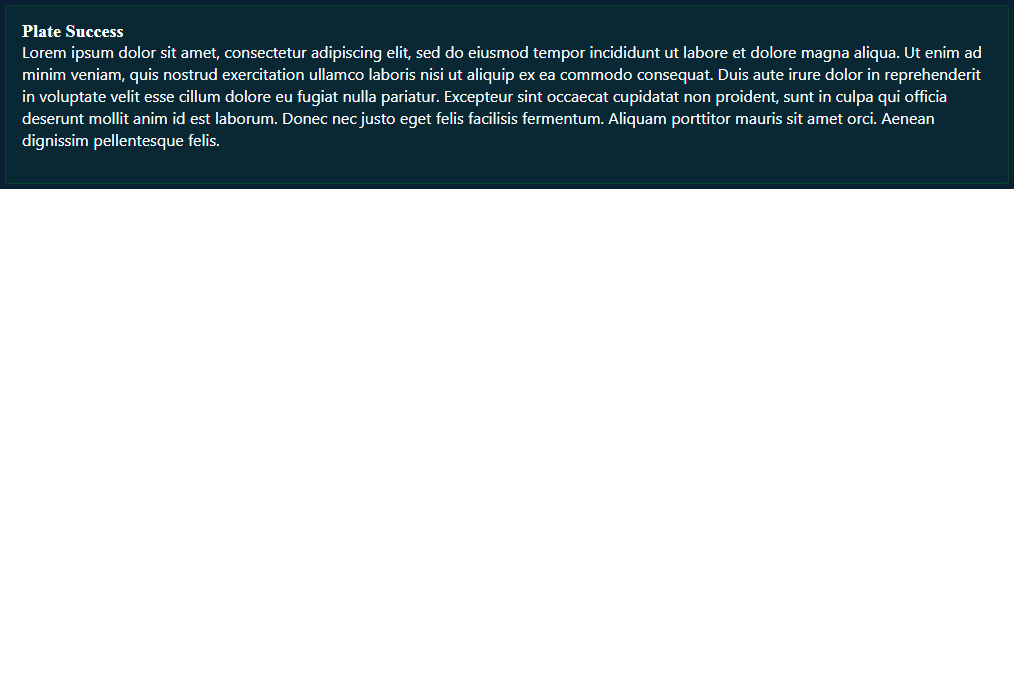 Plate Success
Lorem ipsum dolor sit amet, consectetur adipiscing elit, sed do eiusmod tempor incididunt ut labore et dolore magna aliqua. Ut enim ad
minim veniam, quis nostrud exercitation ullamco laboris nisi ut aliquip ex ea commodo consequat. Duis aute irure dolor in reprehenderit
in voluptate velit esse cillum dolore eu fugiat nulla pariatur. Excepteur sint occaecat cupidatat non proident, sunt in culpa qui officia
deserunt mollit anim id est laborum. Donec nec justo eget felis facilisis fermentum. Aliquam porttitor mauris sit amet orci. Aenean
dignissim pellentesque felis.